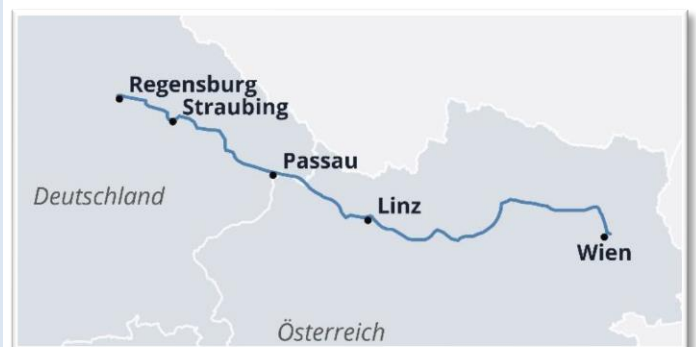 Regensburg
Straubing
Passau
Deutschland
Linz
Wien
Österreich